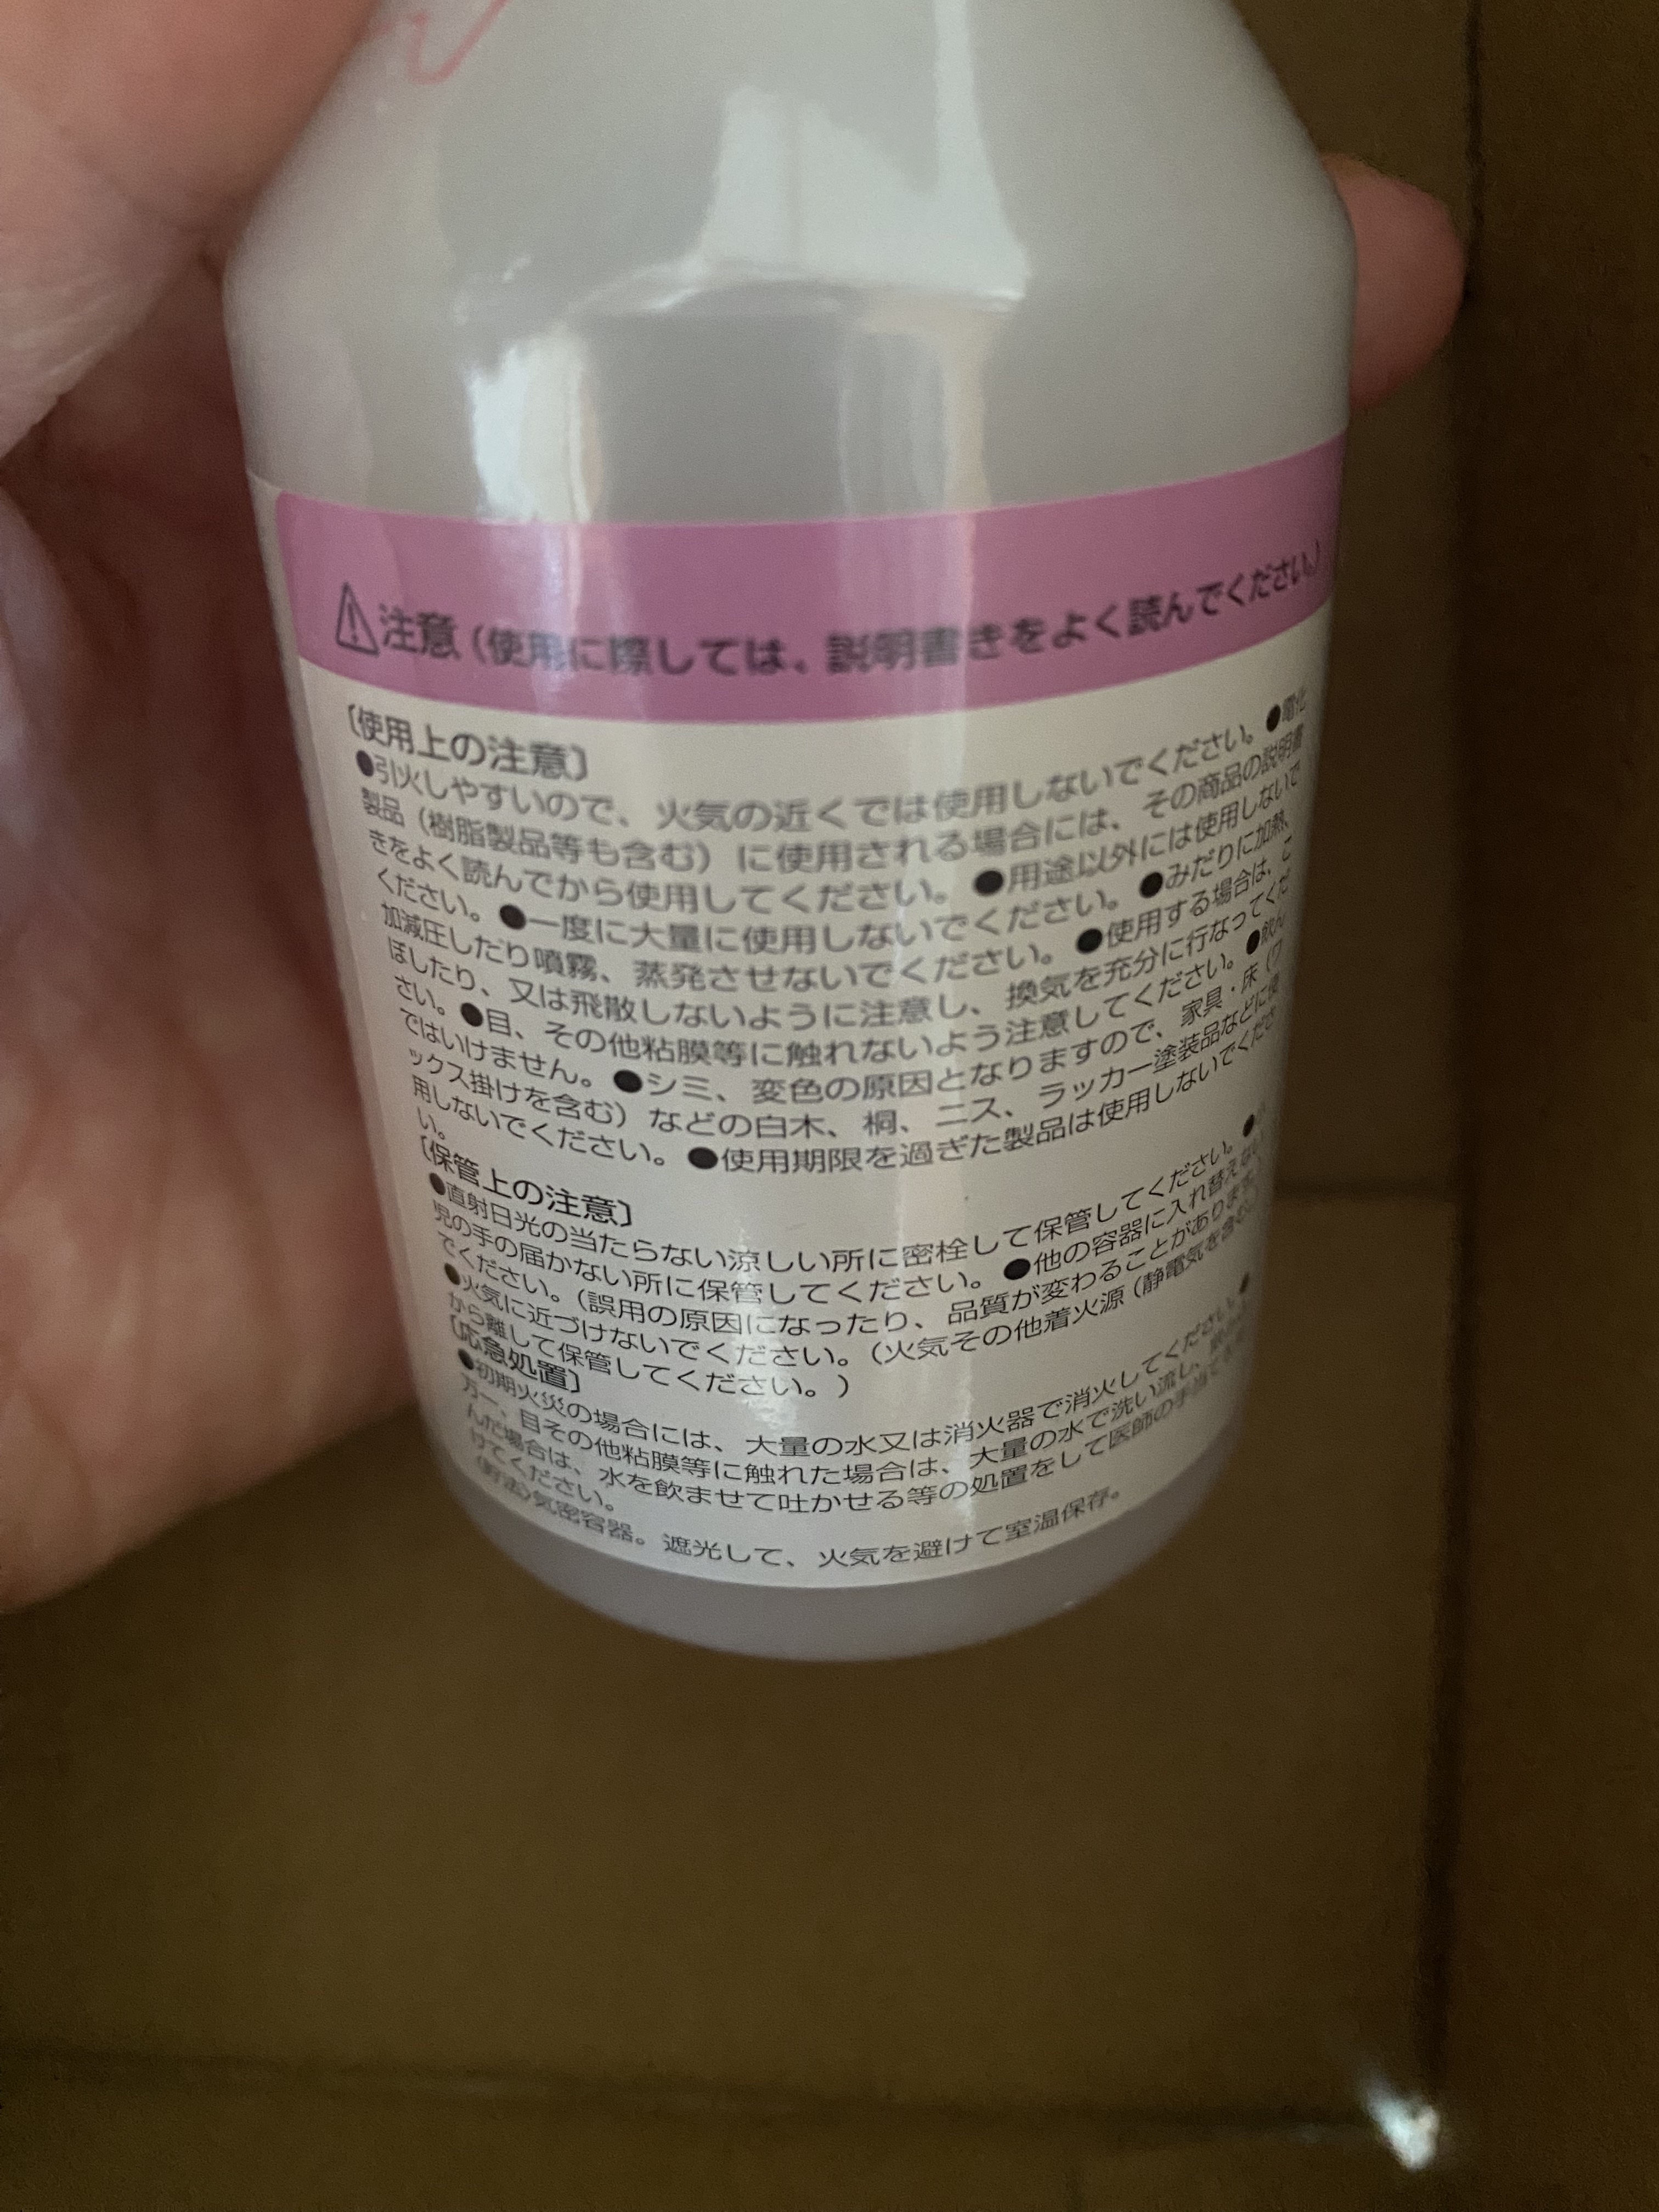 注意(使用に際しては、説明書きをよく読んでください。)
〔使用上の注意〕
●引火しやすいので、火気の近くでは使用しないでください。●電化
製品(樹脂製品等も含む)に使用される場合には、その商品の説明書
きをよく読んでから使用してください。●用途以外には使用しないで
ください。●一度に大量に使用しないでください。●みだりに加熱、
加減圧したり噴霧、蒸発させないでください。●使用する場合は、こ
ぼしたり、又は飛散しないように注意し、換気を充分に行なってくだ
さい。●目、その他粘膜等に触れないよう注意してください。●飲ん
ではいけません。●シミ、変色の原因となりますので、家具・床(ワ
ックス掛けを含む)などの白木、桐、ニス、ラッカー塗装品などに使
用しないでください。●使用期限を過ぎた製品は使用しないでくださ
い。
〔保管上の注意〕
●直射日光の当たらない涼しい所に密栓して保管してください。●
児の手の届かない所に保管してください。●他の容器に入れ替えない
でください。(誤用の原因になったり、品質が変わることがあります。)
●火気に近づけないでください。(火気その他着火源(静電気を含む)
から離して保管してください。)
〔応急処置〕
●初期火災の場合には、大量の水又は消火器で消火してください。●
万一、目その他粘膜等に触れた場合は、大量の水で洗い流し、
んだ場合は、水を飲ませて吐かせる等の処置をして医師の手当て
けてください。
(貯法)気密容器。遮光して、火気を避けて室温保存。